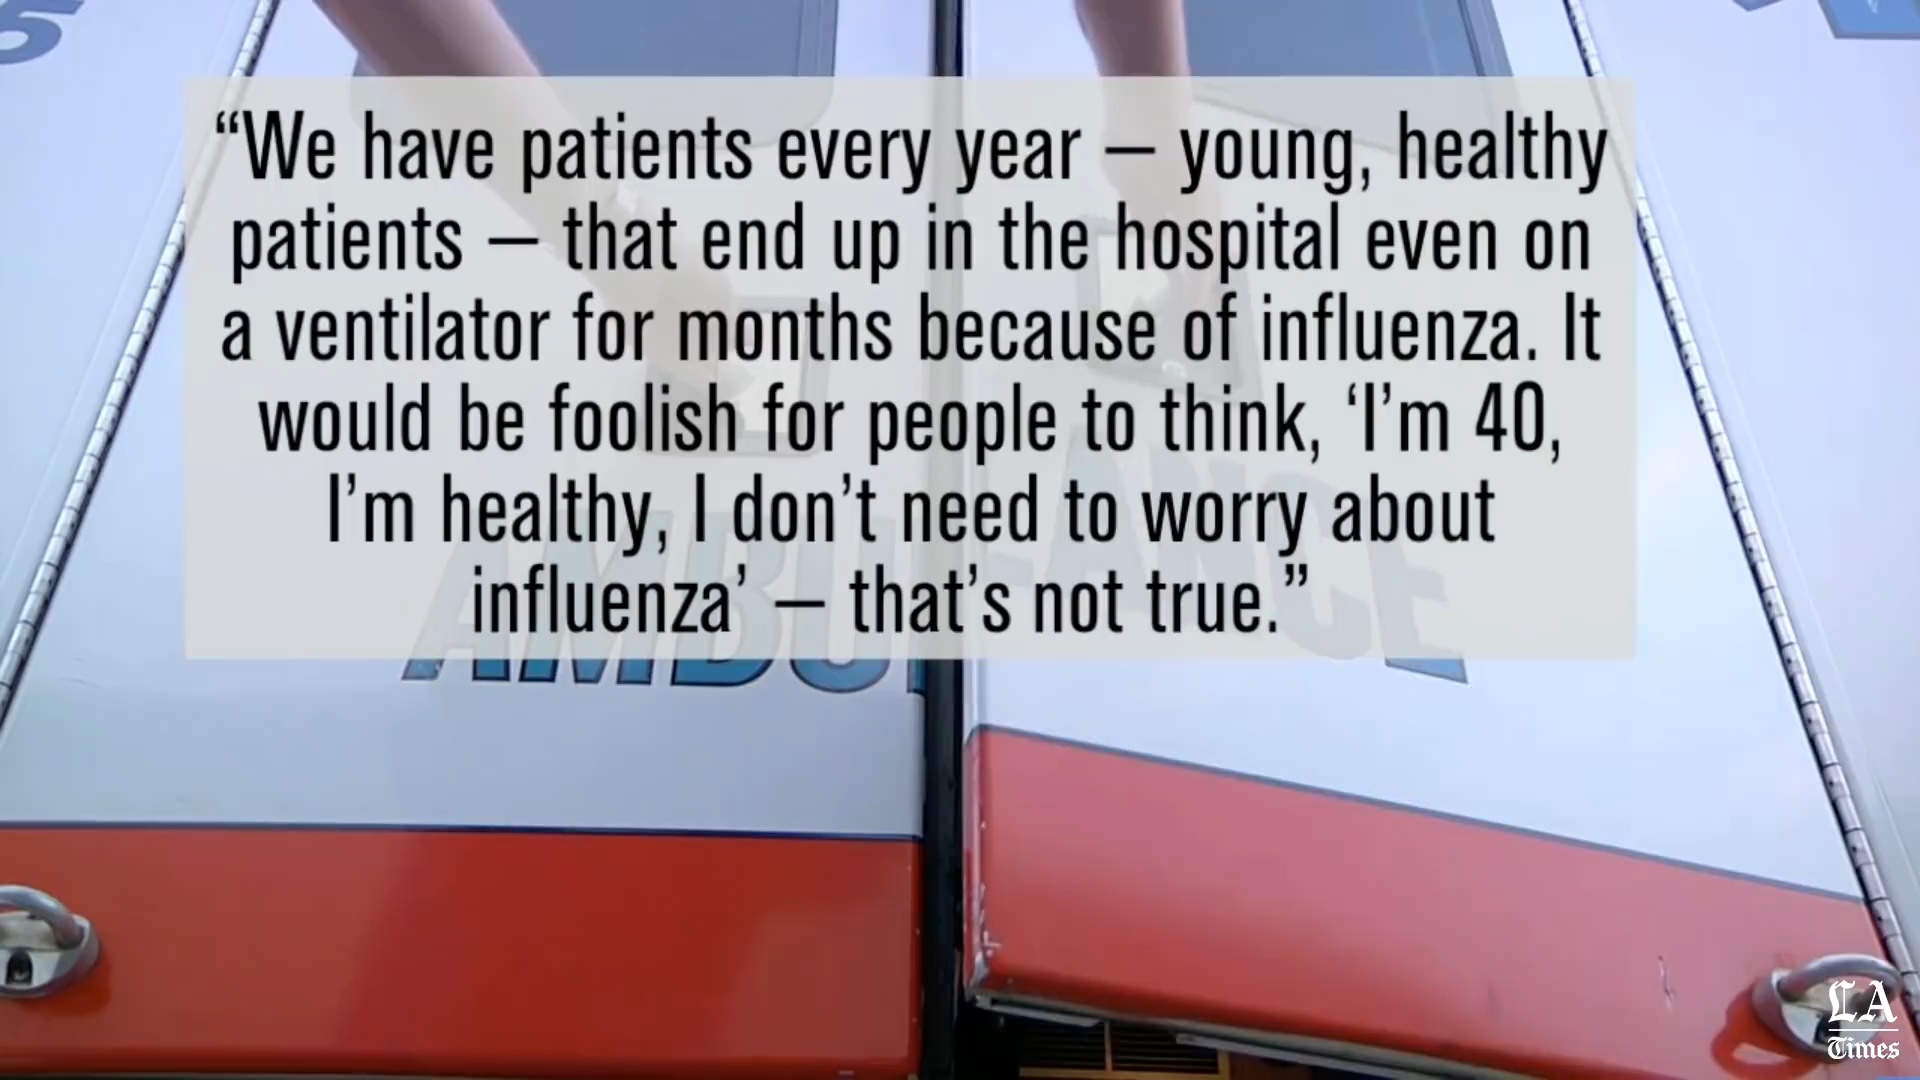 5
“We have patients every year – young, healthy
patients – that end up in the hospital even on
a ventilator for months because of influenza. It
would be foolish for people to think, ‘I’m 40,
I’m healthy, I don’t need to worry about
influenza’ – that’s not true.”
AMBULANCE
LA
Times